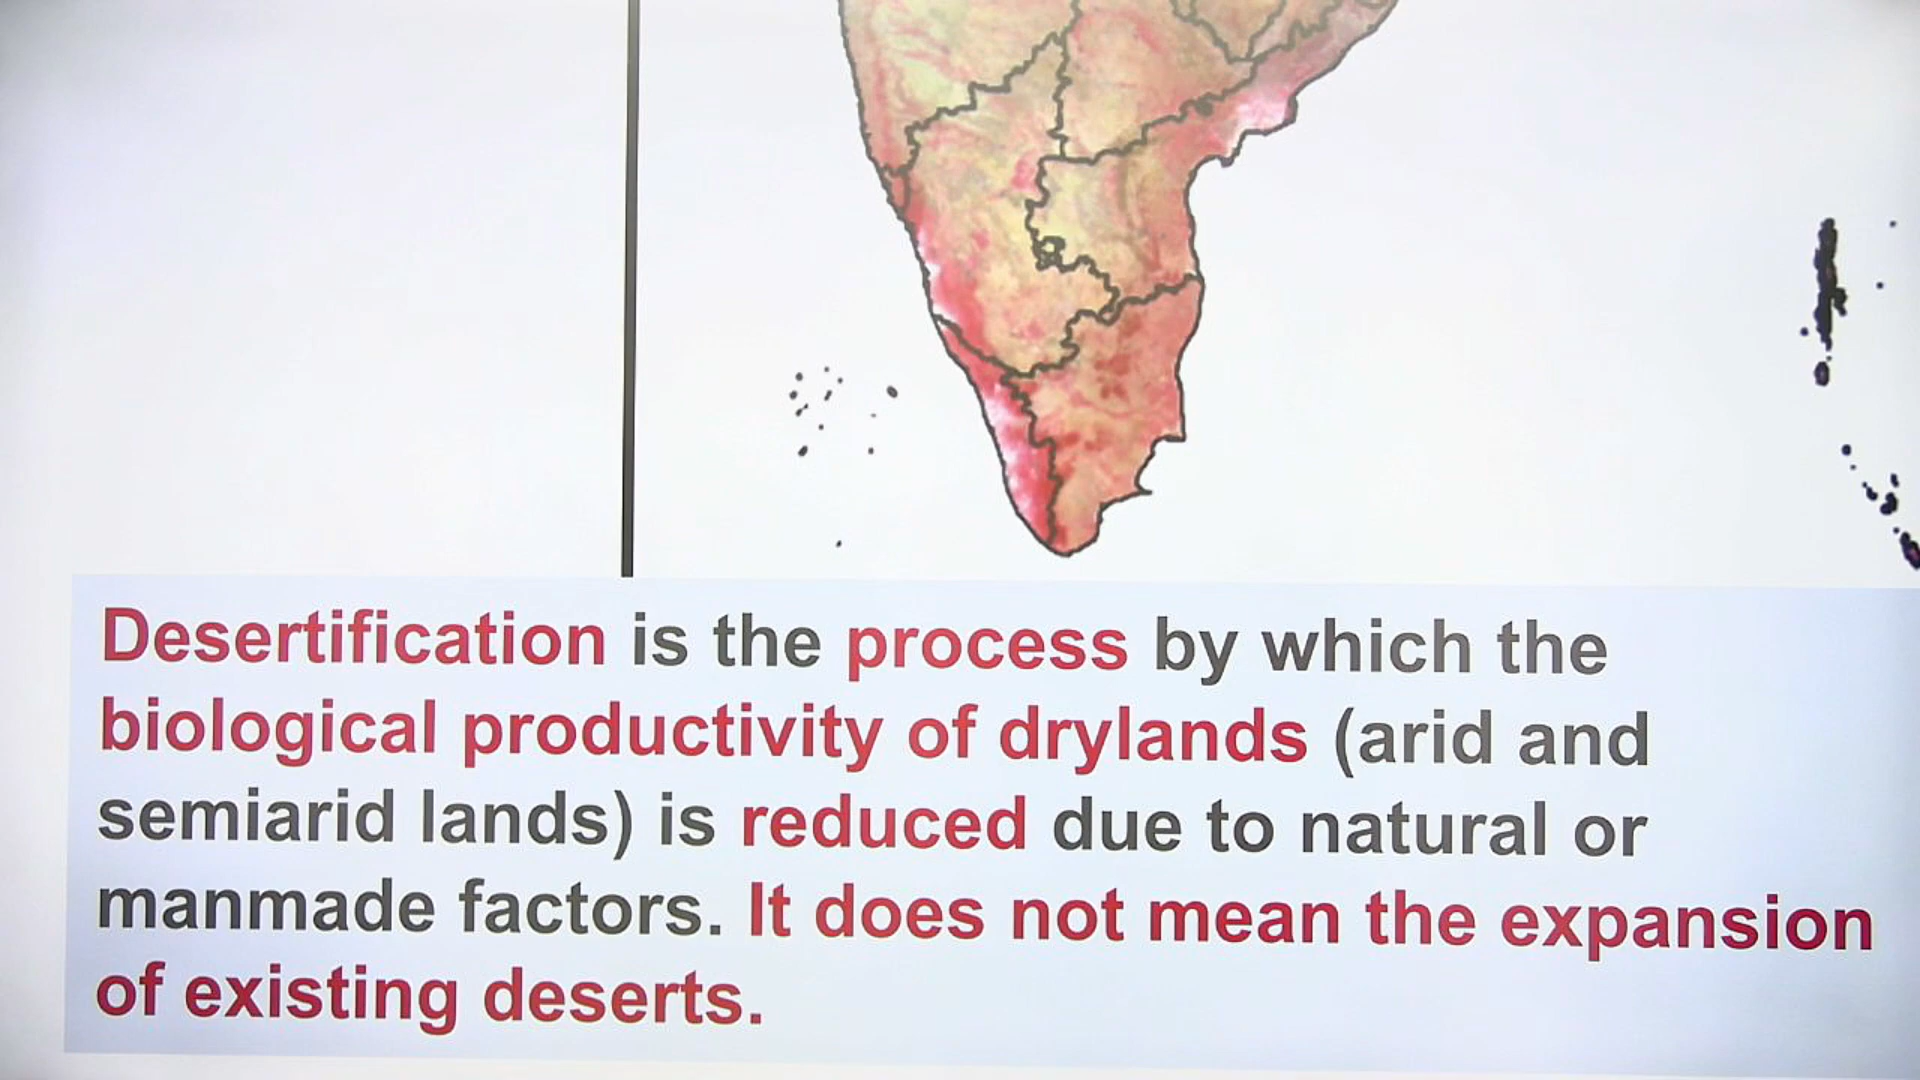 Desertification is the process by which the
biological productivity of drylands (arid and
semiarid lands) is reduced due to natural or
manmade factors. It does not mean the expansion
of existing deserts.